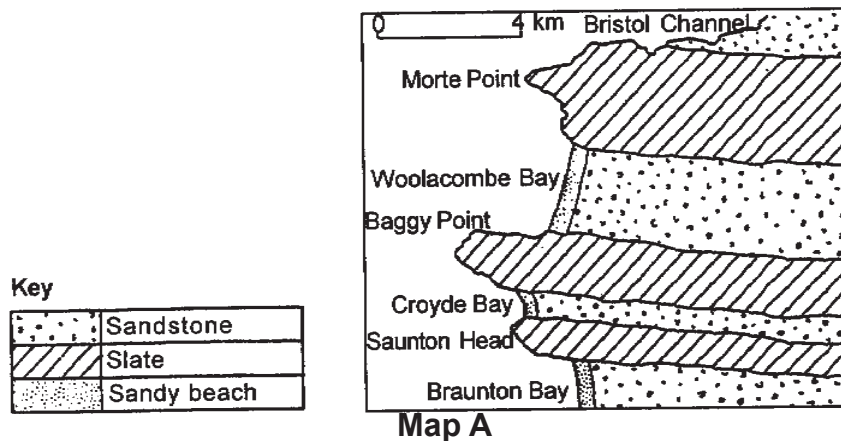 0 4 km Bristol Channel
Morte Point
Woolacombe Bay
Baggy Point
Croyde Bay
Saunton Head
Braunton Bay
Map A
Key
Sandstone
Slate
Sandy beach